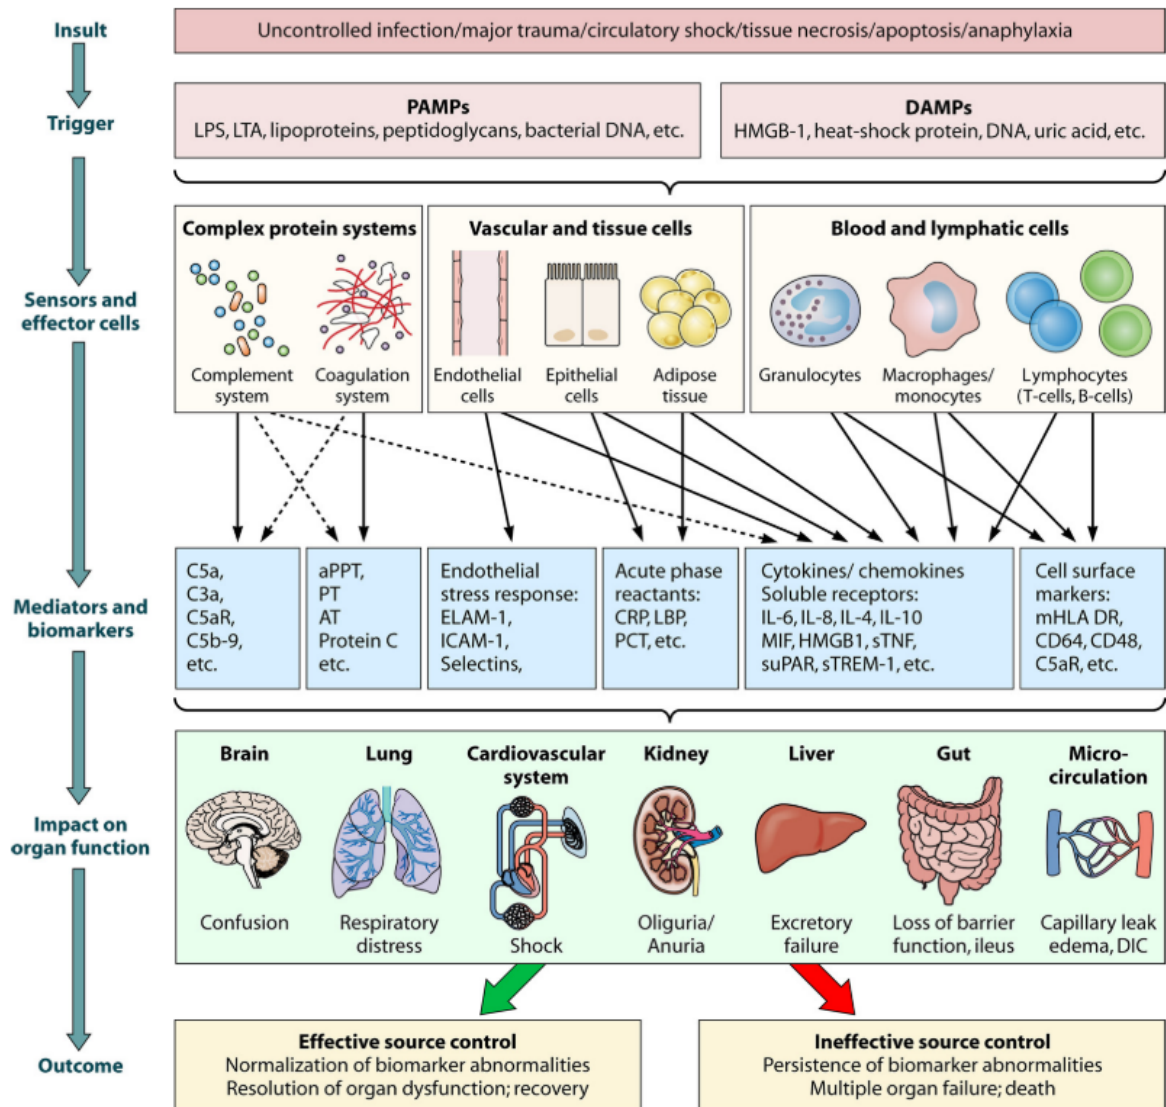 Insult
Uncontrolled infection/major trauma/circulatory shock/tissue necrosis/apoptosis/anaphylaxia
Trigger
PAMPs
LPS, LTA, lipoproteins, peptidoglycans, bacterial DNA, etc.
DAMPs
HMGB-1, heat-shock protein, DNA, uric acid, etc.
Sensors and
effector cells
Complex protein systems
Complement
system
Coagulation
system
Vascular and tissue cells
Endothelial
cells
Epithelial
cells
Adipose
tissue
Blood and lymphatic cells
Granulocytes
Macrophages/
monocytes
Lymphocytes
(T-cells, B-cells)
Mediators and
biomarkers
C5a,
C3a,
C5aR,
C5b-9,
etc.
aPPT,
PT
AT
Protein C
etc.
Endothelial
stress response:
ELAM-1,
ICAM-1,
Selectins,
Acute phase
reactants:
CRP, LBP,
PCT, etc.
Cytokines/ chemokines
Soluble receptors:
IL-6, IL-8, IL-4, IL-10
MIF, HMGB1, sTNF,
suPAR, sTREM-1, etc.
Cell surface
markers:
mHLA DR,
CD64, CD48,
C5aR, etc.
Impact on
organ function
Brain
Confusion
Lung
Respiratory
distress
Cardiovascular
system
Shock
Kidney
Oliguria/
Anuria
Liver
Excretory
failure
Gut
Loss of barrier
function, ileus
Micro-
circulation
Capillary leak
edema, DIC
Outcome
Effective source control
Normalization of biomarker abnormalities
Resolution of organ dysfunction; recovery
Ineffective source control
Persistence of biomarker abnormalities
Multiple organ failure; death